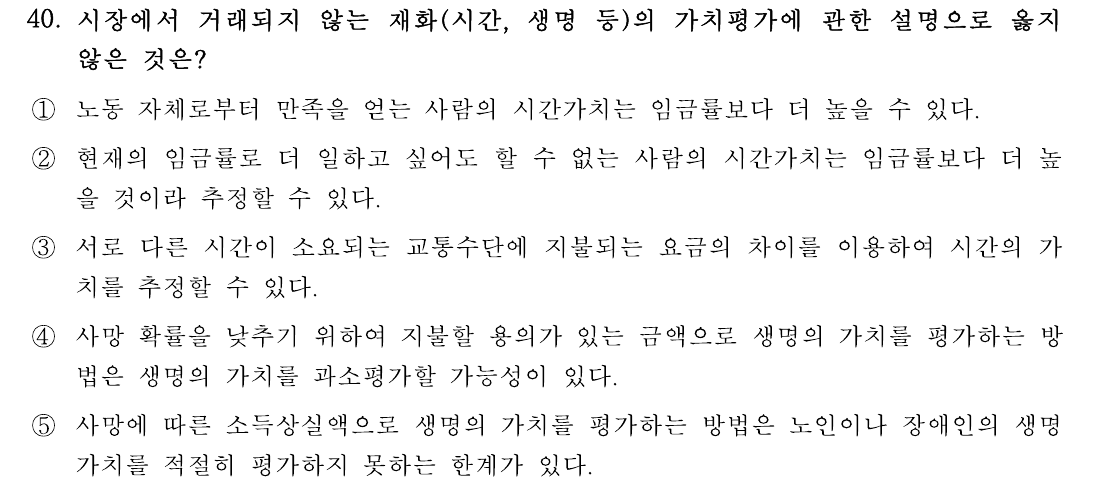 40. 시장에서 거래되지 않는 재화(시간, 생명 등)의 가치평가에 관한 설명으로 옳지
않은 것은?
① 노동 자체로부터 만족을 얻는 사람의 시간가치는 임금률보다 더 높을 수 있다.
② 현재의 임금률로 더 일하고 싶어도 할 수 없는 사람의 시간가치는 임금률보다 더 높
을 것이라 추정할 수 있다.
③ 서로 다른 시간이 소요되는 교통수단에 지불되는 요금의 차이를 이용하여 시간의 가
치를 추정할 수 있다.
④ 사망 확률을 낮추기 위하여 지불할 용의가 있는 금액으로 생명의 가치를 평가하는 방
법은 생명의 가치를 과소평가할 가능성이 있다.
⑤ 사망에 따른 소득상실액으로 생명의 가치를 평가하는 방법은 노인이나 장애인의 생명
가치를 적절히 평가하지 못하는 한계가 있다.